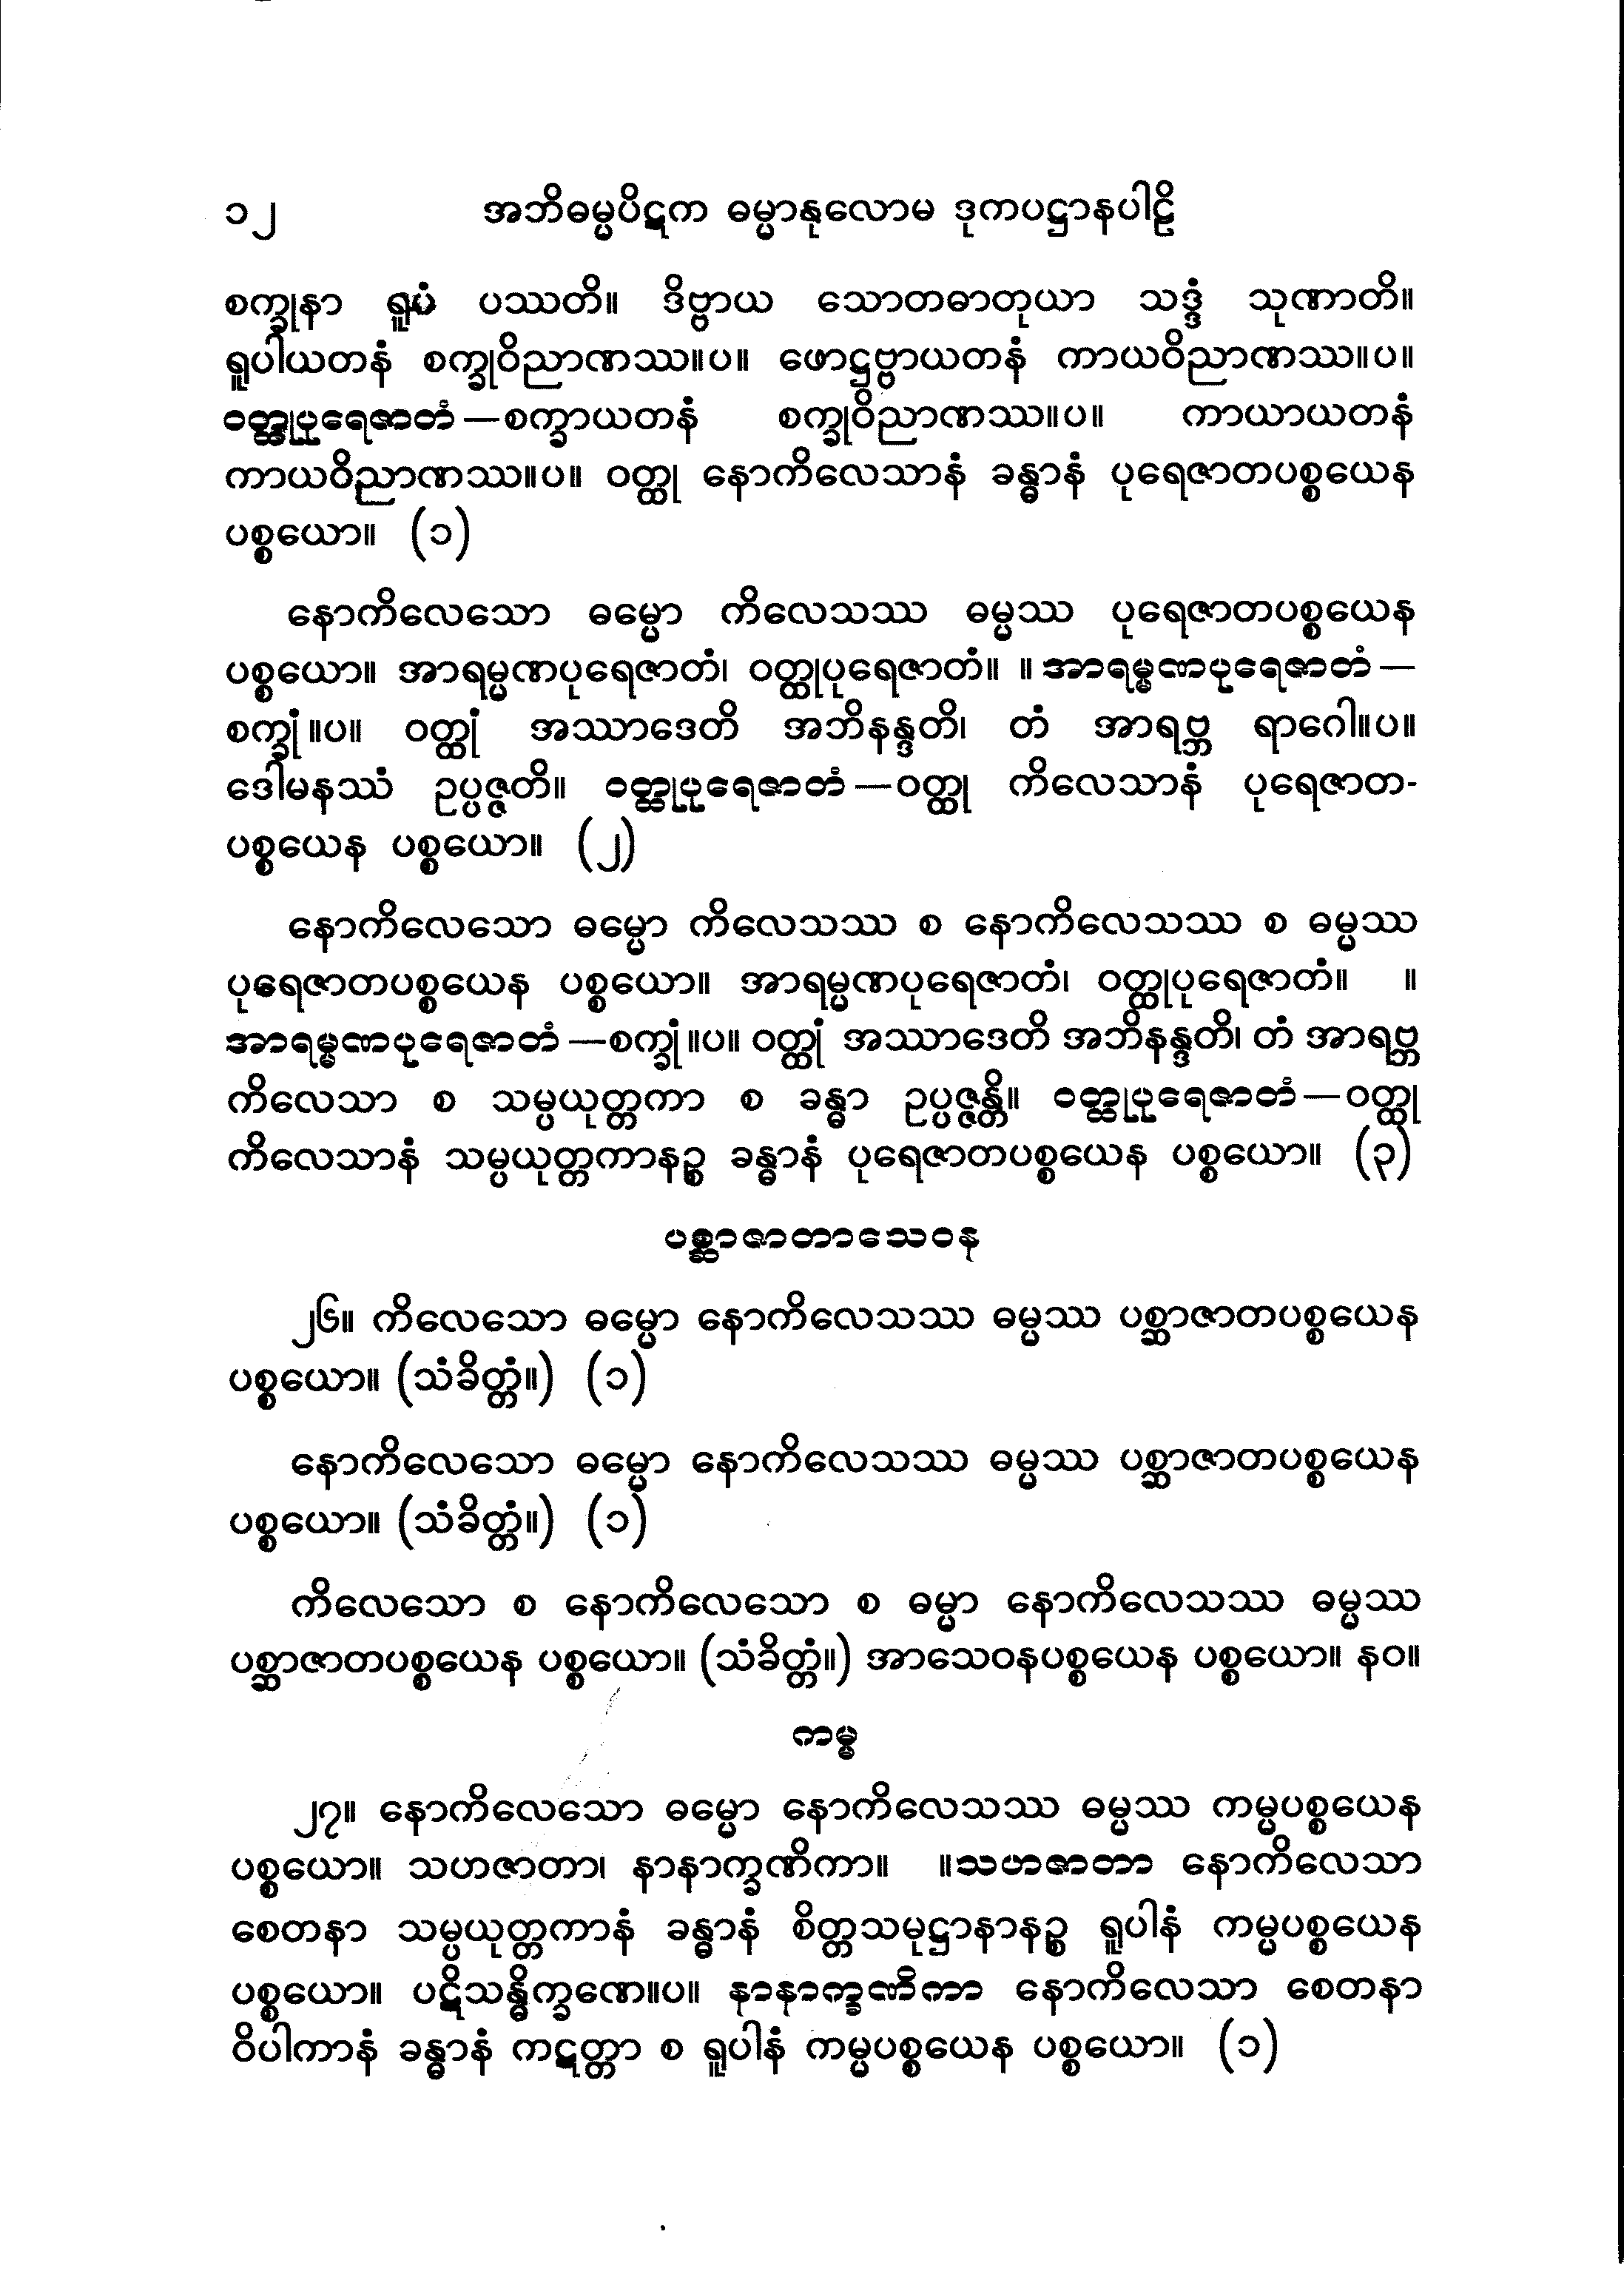 ၁၂ အဘိဓမ္မပိဋက ဓမ္မာနုလောမ ဒုကပဋ္ဌာနပါဠိ
စက္ခုနာ ရူပံ ပဿတိ။ ဒိဗ္ဗာယ သောတဓာတုယာ သဒ္ဒံ သုဏာတိ။
ရူပါယတနံ စက္ခုဝိညာဏဿ။ပ။ ဖောဋ္ဌဗ္ဗာယတနံ ကာယဝိညာဏဿ။ပ။
ဝတ္ထုပုရေဇာတံ—စက္ခာယတနံ စက္ခုဝိညာဏဿ။ပ။ ကာယာယတနံ
ကာယဝိညာဏဿ။ပ။ ဝတ္ထု နောကိလေသာနံ ခန္ဓာနံ ပုရေဇာတပစ္စယေန
ပစ္စယော။ (၁)
နောကိလေသော ဓမ္မော ကိလေသဿ ဓမ္မဿ ပုရေဇာတပစ္စယေန
ပစ္စယော။ အာရမ္မဏပုရေဇာတံ၊ ဝတ္ထုပုရေဇာတံ။ ။အာရမ္မဏပုရေဇာတံ—
စက္ခုံ။ပ။ ဝတ္ထုံ အဿာဒေတိ အဘိနန္ဒတိ၊ တံ အာရဗ္ဘ ရာဂေါ။ပ။
ဒေါမနဿံ ဥပ္ပဇ္ဇတိ။ ဝတ္ထုပုရေဇာတံ—ဝတ္ထု ကိလေသာနံ ပုရေဇာတ-
ပစ္စယေန ပစ္စယော။ (၂)
နောကိလေသော ဓမ္မော ကိလေသဿ စ နောကိလေသဿ စ ဓမ္မဿ
ပုရေဇာတပစ္စယေန ပစ္စယော။ အာရမ္မဏပုရေဇာတံ၊ ဝတ္ထုပုရေဇာတံ။ ။
အာရမ္မဏပုရေဇာတံ—စက္ခုံ။ပ။ ဝတ္ထုံ အဿာဒေတိ အဘိနန္ဒတိ၊ တံ အာရဗ္ဘ
ကိလေသာ စ သမ္ပယုတ္တကာ စ ခန္ဓာ ဥပ္ပဇ္ဇန္တိ။ ဝတ္ထုပုရေဇာတံ—ဝတ္ထု
ကိလေသာနံ သမ္ပယုတ္တကာနဉ္စ ခန္ဓာနံ ပုရေဇာတပစ္စယေန ပစ္စယော။ (၃)
ပစ္ဆာဇာတာသေဝန
၂၆။ ကိလေသော ဓမ္မော နောကိလေသဿ ဓမ္မဿ ပစ္ဆာဇာတပစ္စယေန
ပစ္စယော။ (သံခိတ္တံ။) (၁)
နောကိလေသော ဓမ္မော နောကိလေသဿ ဓမ္မဿ ပစ္ဆာဇာတပစ္စယေန
ပစ္စယော။ (သံခိတ္တံ။) (၁)
ကိလေသော စ နောကိလေသော စ ဓမ္မာ နောကိလေသဿ ဓမ္မဿ
ပစ္ဆာဇာတပစ္စယေန ပစ္စယော။ (သံခိတ္တံ။) အာသေဝနပစ္စယေန ပစ္စယော။ နဝ။
ကမ္မ
၂၇။ နောကိလေသော ဓမ္မော နောကိလေသဿ ဓမ္မဿ ကမ္မပစ္စယေန
ပစ္စယော။ သဟဇာတာ၊ နာနာက္ခဏိကာ။ ။သဟဇာတာ နောကိလေသာ
စေတနာ သမ္ပယုတ္တကာနံ ခန္ဓာနံ စိတ္တသမုဋ္ဌာနာနဉ္စ ရူပါနံ ကမ္မပစ္စယေန
ပစ္စယော။ ပဋိသန္ဓိက္ခဏေ။ပ။ နာနာက္ခဏိကာ နောကိလေသာ စေတနာ
ဝိပါကာနံ ခန္ဓာနံ ကဋတ္တာ စ ရူပါနံ ကမ္မပစ္စယေန ပစ္စယော။ (၁)